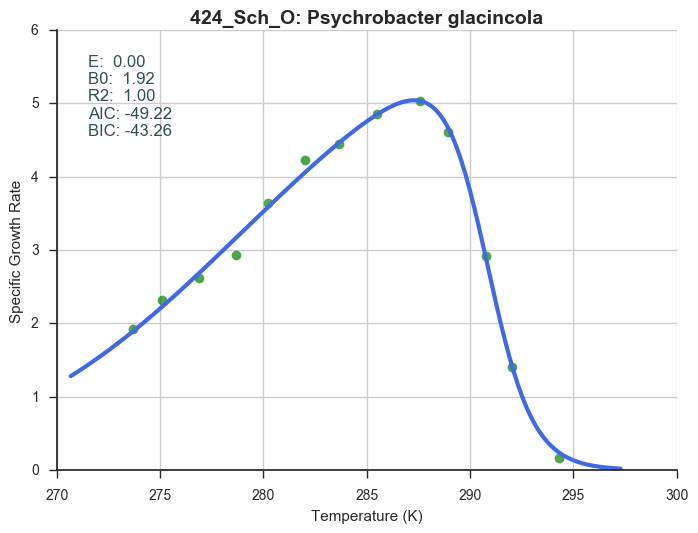 424_Sch_O: Psychrobacter glacincola
E: 0.00
B0: 1.92
R2: 1.00
AIC: -49.22
BIC: -43.26
Specific Growth Rate
6
5
4
3
2
1
0
270 275 280 285 290 295 300
Temperature (K)